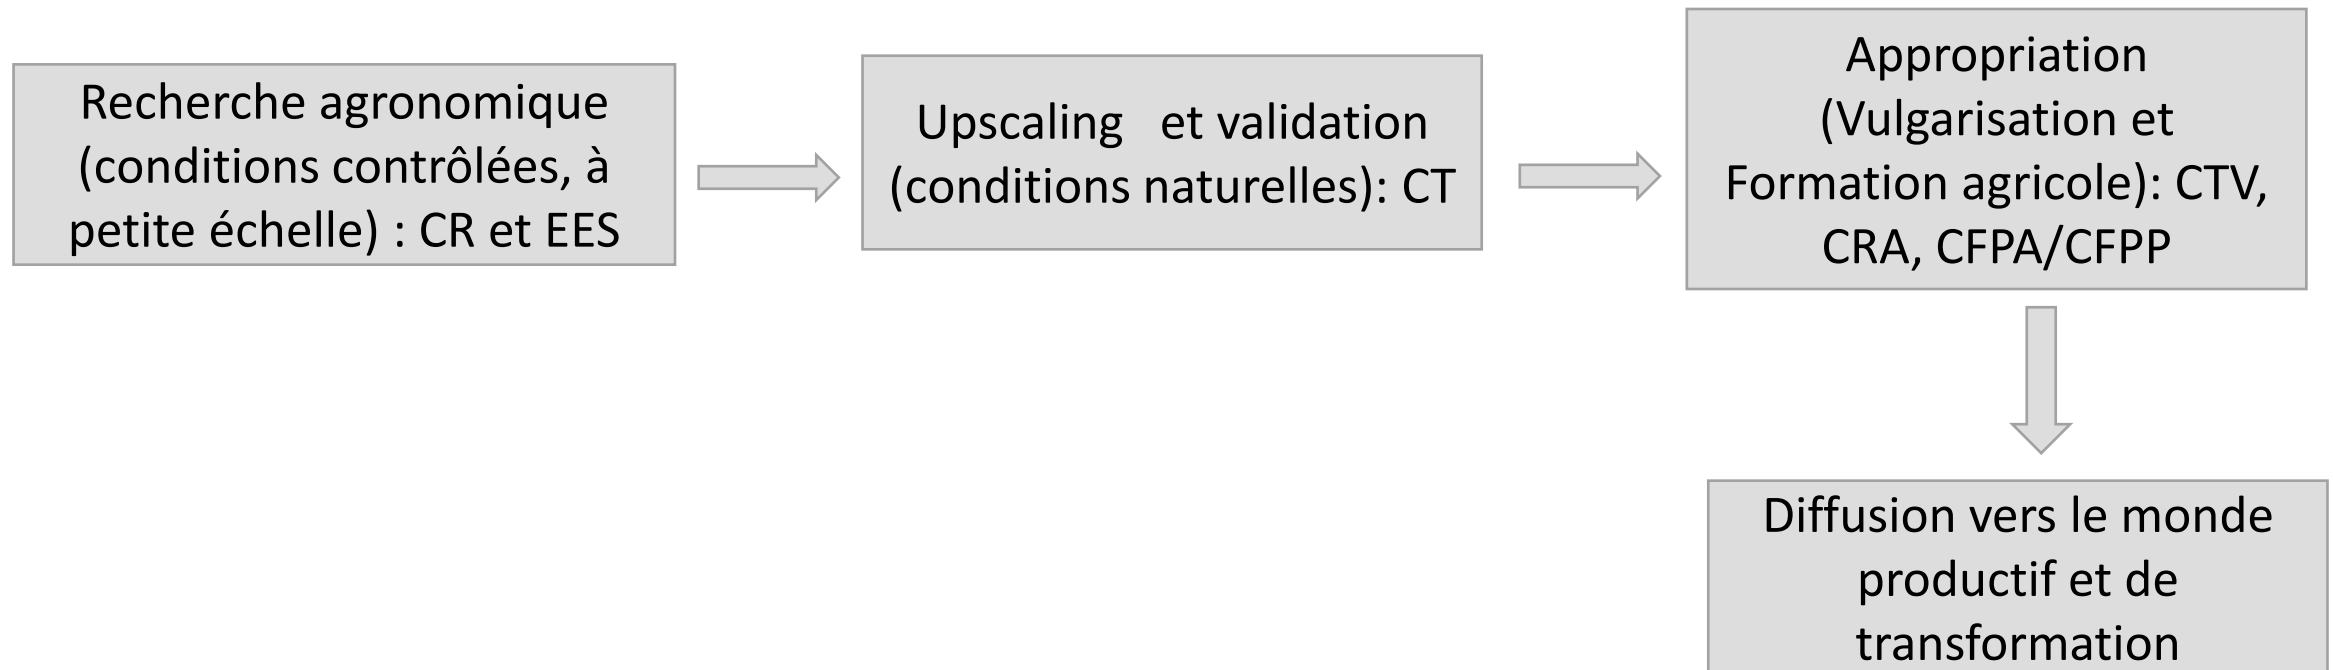 Recherche agronomique
(conditions contrôlées, à
petite échelle) : CR et EES
Upscaling et validation
(conditions naturelles): CT
Appropriation
(Vulgarisation et
Formation agricole): CTV,
CRA, CFPA/CFPP
Diffusion vers le monde
productif et de
transformation